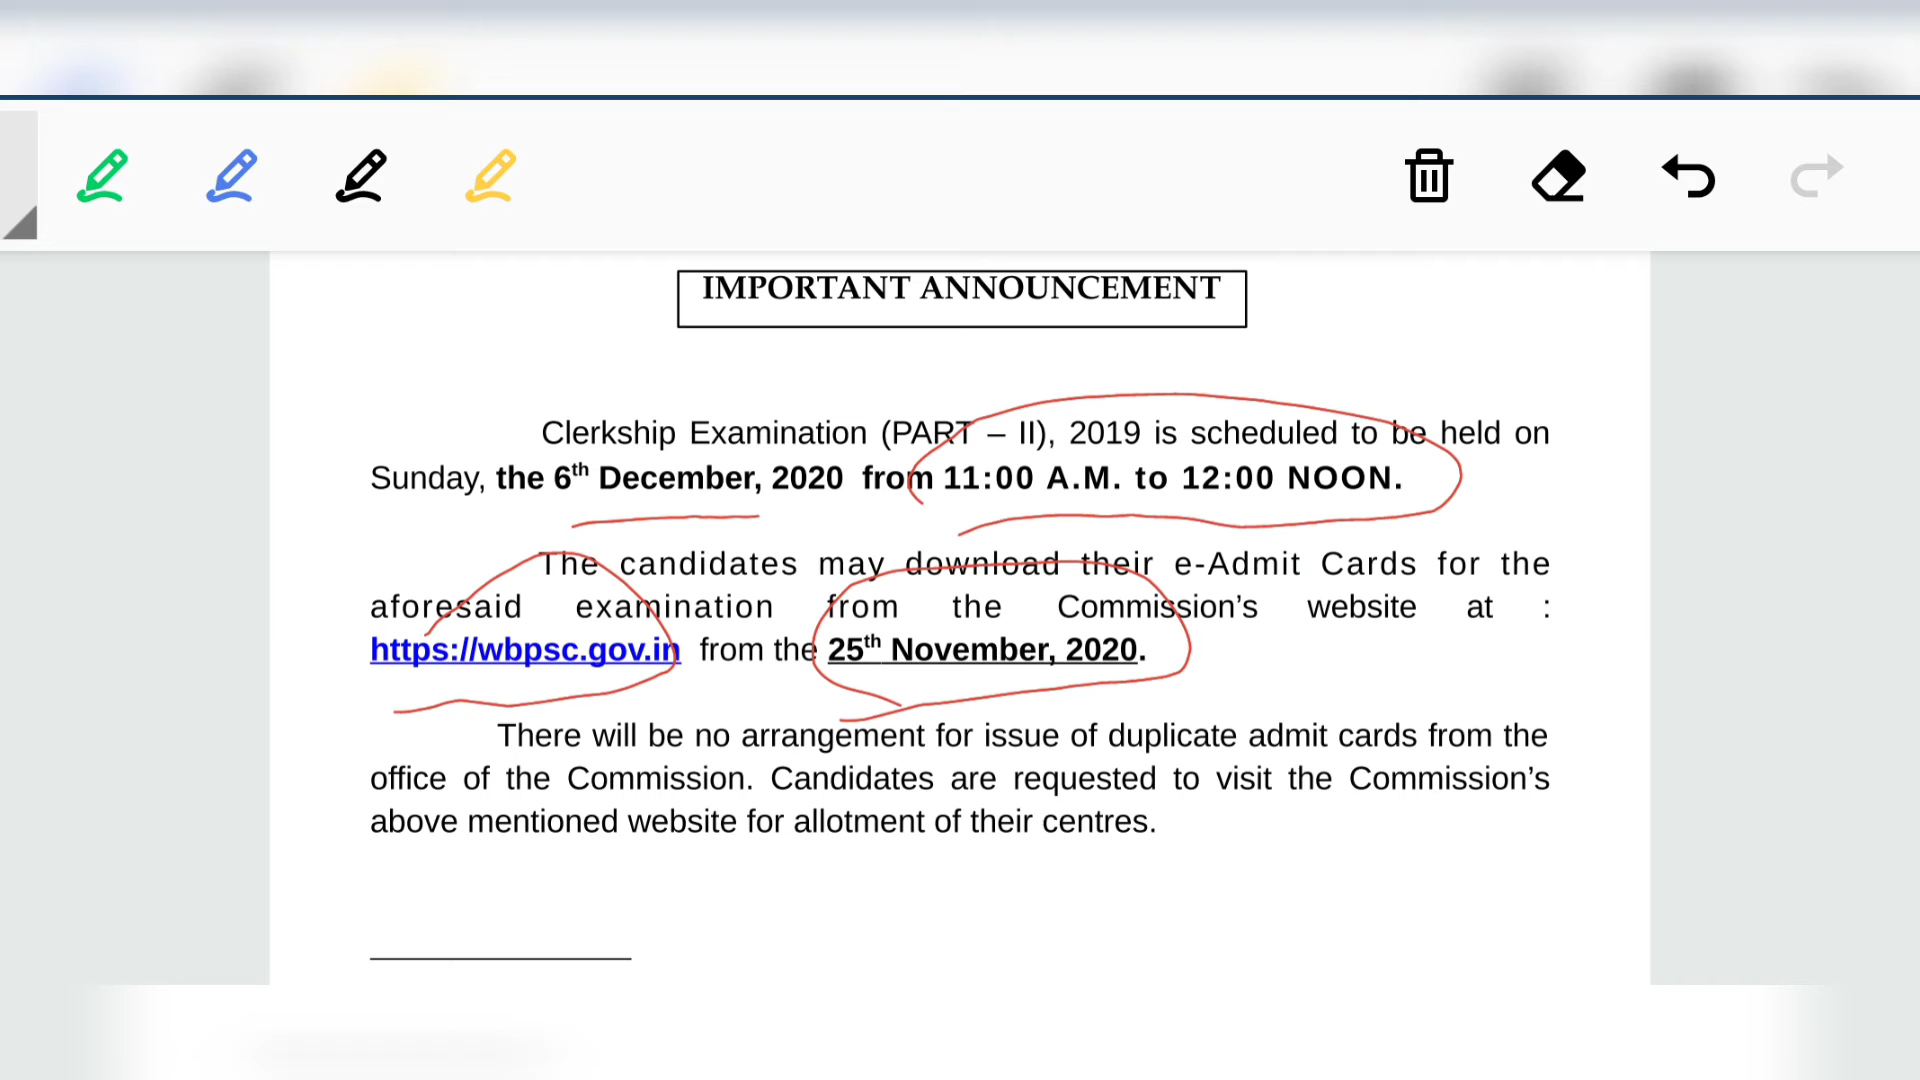 IMPORTANT ANNOUNCEMENT
Clerkship Examination (PART – II), 2019 is scheduled to be held on
Sunday, the 6th December, 2020 from 11:00 A.M. to 12:00 NOON.
The candidates may download their e-Admit Cards for the
aforesaid examination from the Commission’s website at :
https://wbpsc.gov.in from the 25th November, 2020.
There will be no arrangement for issue of duplicate admit cards from the
office of the Commission. Candidates are requested to visit the Commission’s
above mentioned website for allotment of their centres.